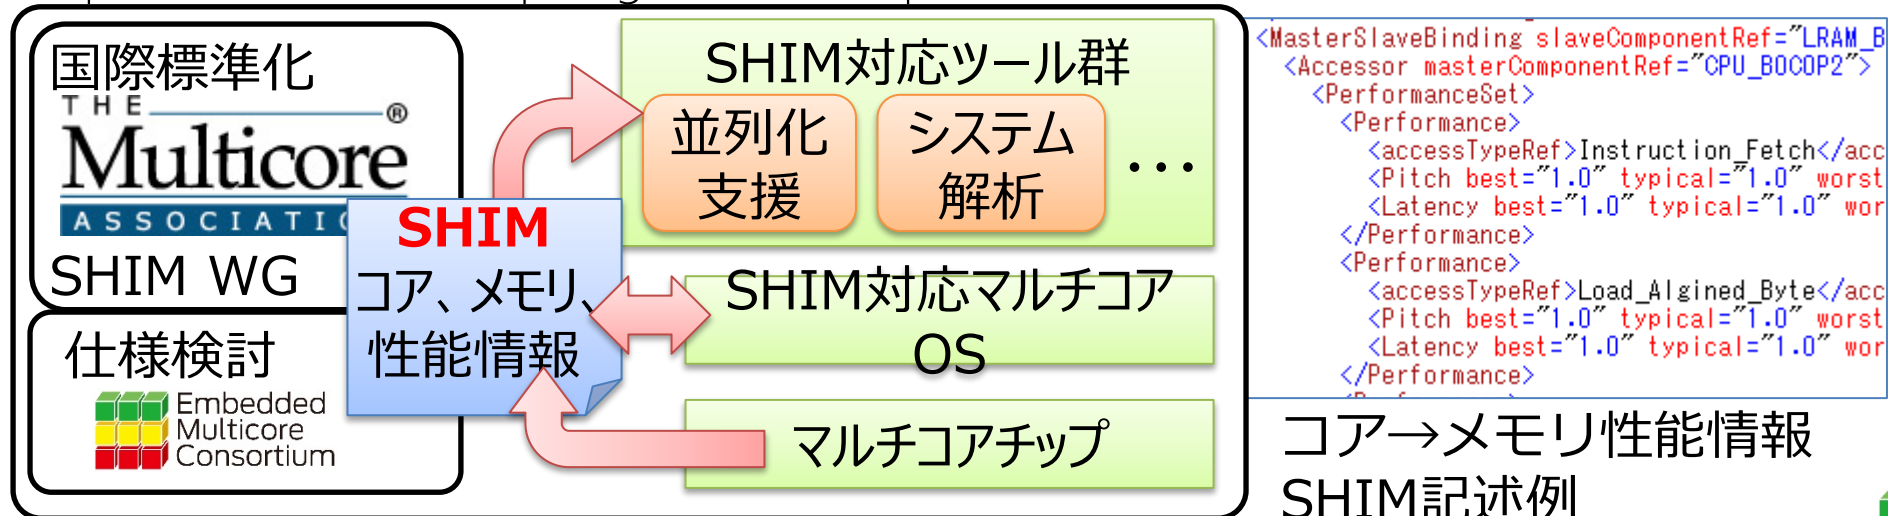 国際標準化
THE
Multicore®
ASSOCIATI
SHIM WG
仕様検討
Embedded
Multicore
Consortium
SHIM
コア、メモリ、
性能情報
SHIM対応ツール群
並列化
支援
システム
解析
・・・
SHIM対応マルチコア
OS
マルチコアチップ
<MasterSlaveBinding slaveComponentRef="LRAM_B
<Accessor masterComponentRef="CPU_BOCOP2">
<PerformanceSet>
<Performance>
<accessTypeRef>Instruction_Fetch</acc
<Pitch best="1.0" typical="1.0" worst
<Latency best="1.0" typical="1.0" wor
</Performance>
<Performance>
<accessTypeRef>Load_Algined_Byte</acc
<Pitch best="1.0" typical="1.0" worst
<Latency best="1.0" typical="1.0" wor
</Performance>
コア→メモリ性能情報
SHIM記述例